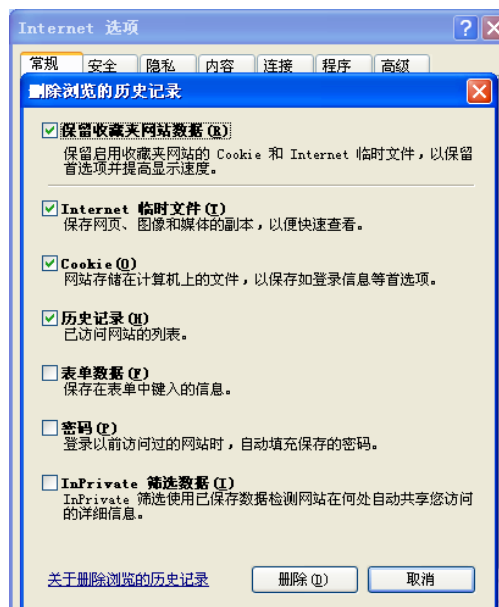 Internet 选项
常规 安全 隐私 内容 连接 程序 高级
删除浏览的历史记录
保留收藏夹网站数据(R)
保留启用收藏夹网站的 Cookie 和 Internet 临时文件，以保留
首选项并提高显示速度。
Internet 临时文件(T)
保存网页、图像和媒体的副本，以便快速查看。
Cookie(O)
网站存储在计算机上的文件，以保存如登录信息等首选项。
历史记录(H)
已访问网站的列表。
表单数据(F)
保存在表单中键入的信息。
密码(P)
登录以前访问过的网站时，自动填充保存的密码。
InPrivate 筛选数据(I)
InPrivate 筛选使用已保存数据检测网站在何处自动共享您访问
的详细信息。
关于删除浏览的历史记录 删除(D) 取消